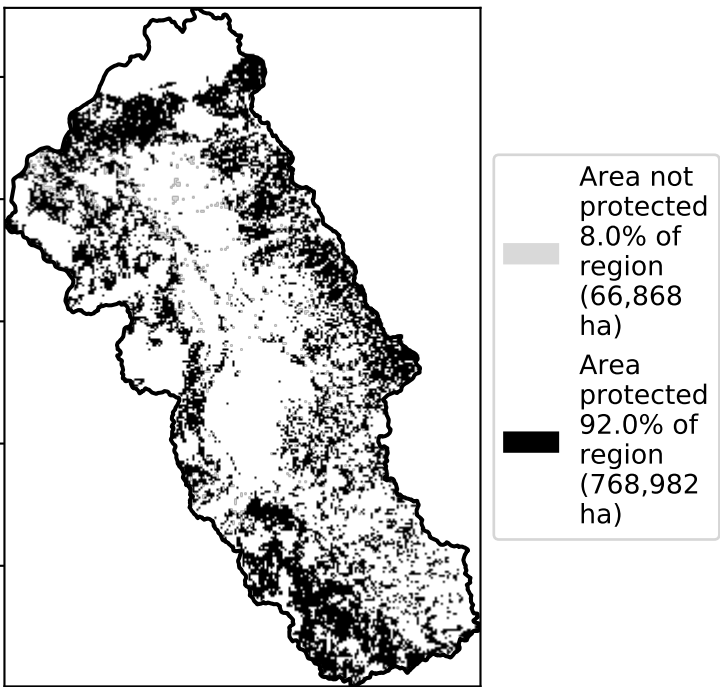 Area not
protected
8.0% of
region
(66,868
ha)
Area
protected
92.0% of
region
(768,982
ha)